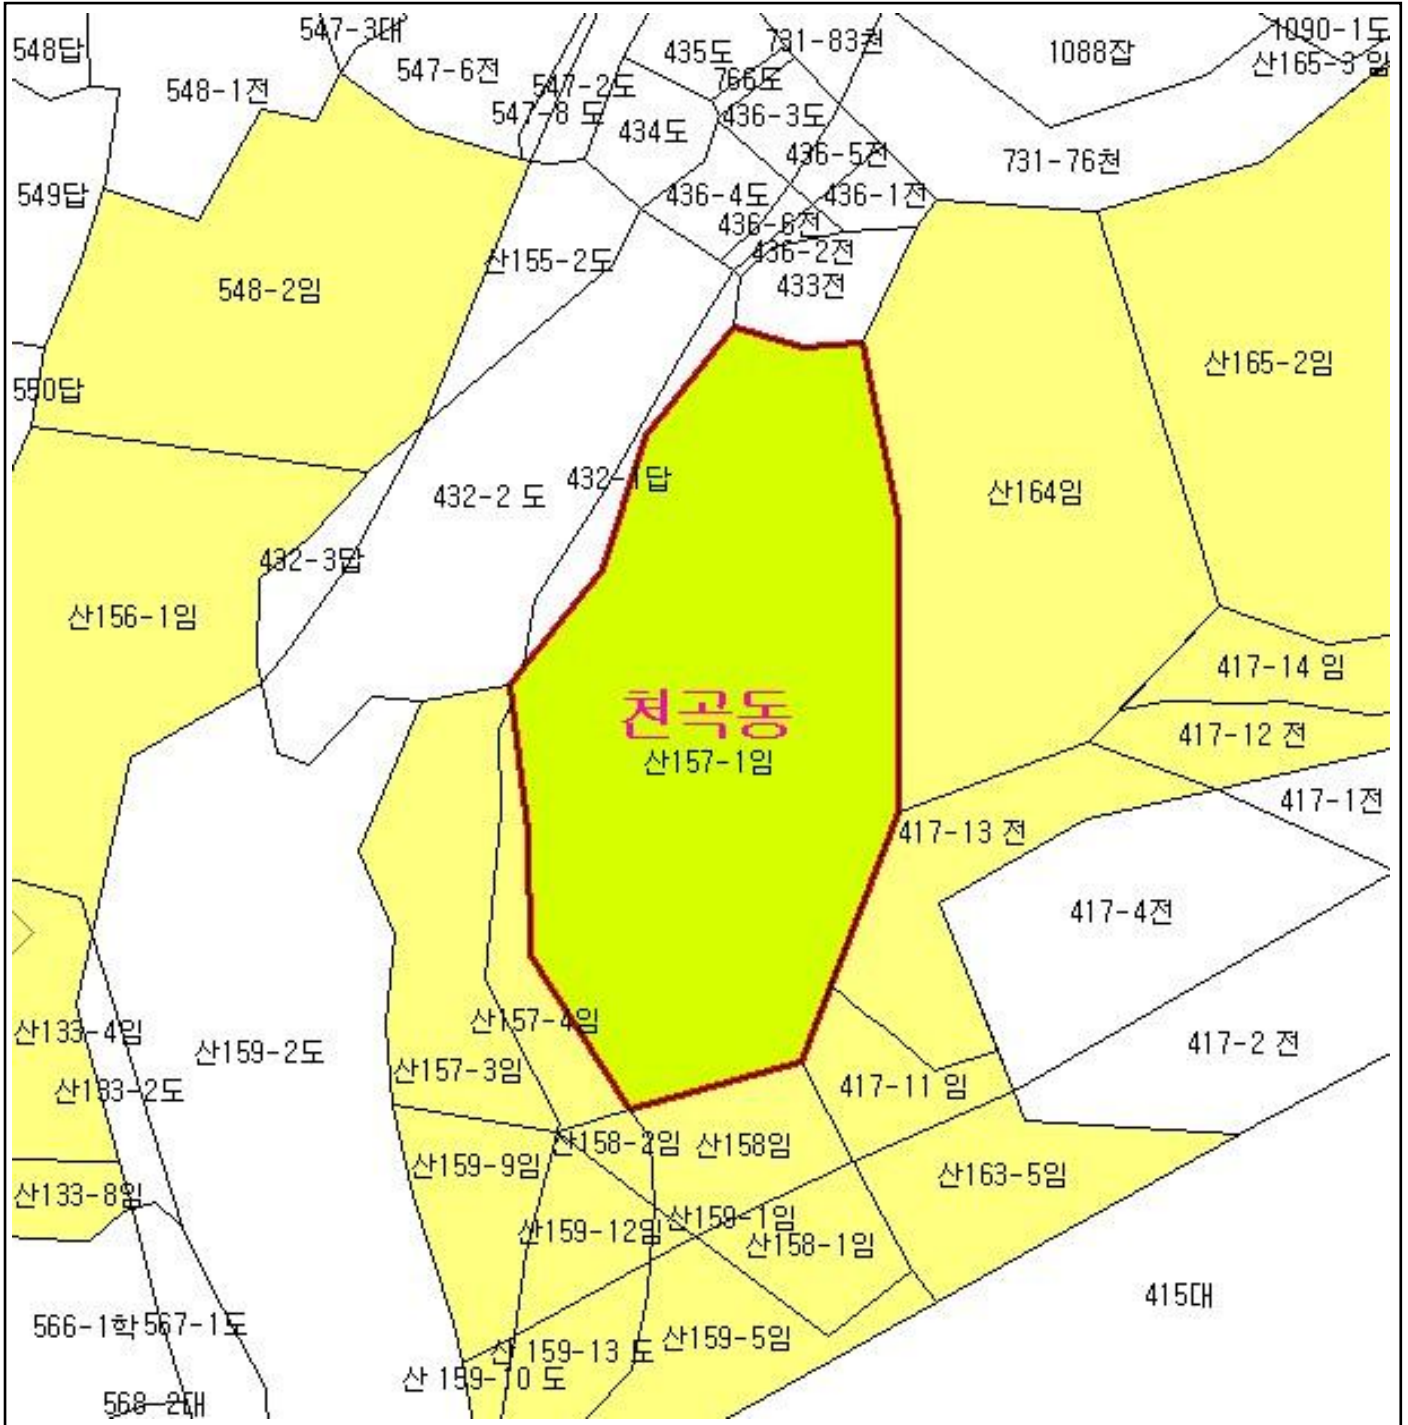 547-3대
731-83천
1090-1도
548답
435도
1088잡
547-6전
산165-3 임
548-1전
547-2도
766도
547-8 도
436-3도
434도
436-5전
731-76천
549답
436-4도
436-1전
436-6전
산155-2도
436-2전
548-2임
433전
산165-2임
550답
432-1답
432-2 도
산164임
432-3답
산156-1임
417-14 임
천곡동
417-12 전
산157-1임
417-1전
417-13 전
417-4전
산157-4임
산133-4임
산159-2도
417-2 전
산157-3임
417-11 임
산133-2도
산158-2임
산158임
산159-9임
산163-5임
산133-8임
산159-1임
산159-12임
산158-1임
415대
566-1학
567-1도
산159-5임
산 159-13 도
산 159-10 도
568-2대